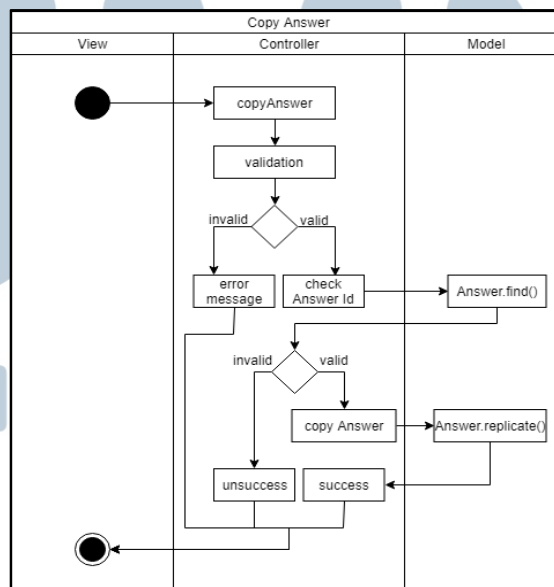 Copy Answer
View
Controller
Model
copyAnswer
validation
invalid
valid
error
message
check
Answer Id
Answer.find()
invalid
valid
copy Answer
Answer.replicate()
unsuccess
success